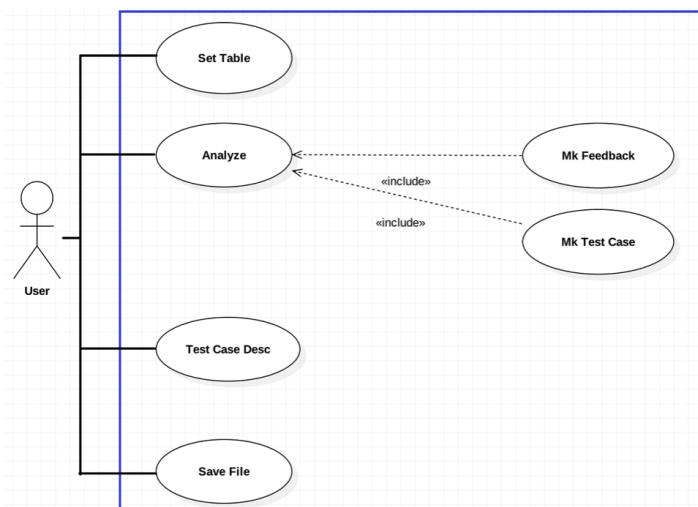 Set Table
Analyze
Mk Feedback
«include»
«include»
Mk Test Case
User
Test Case Desc
Save File